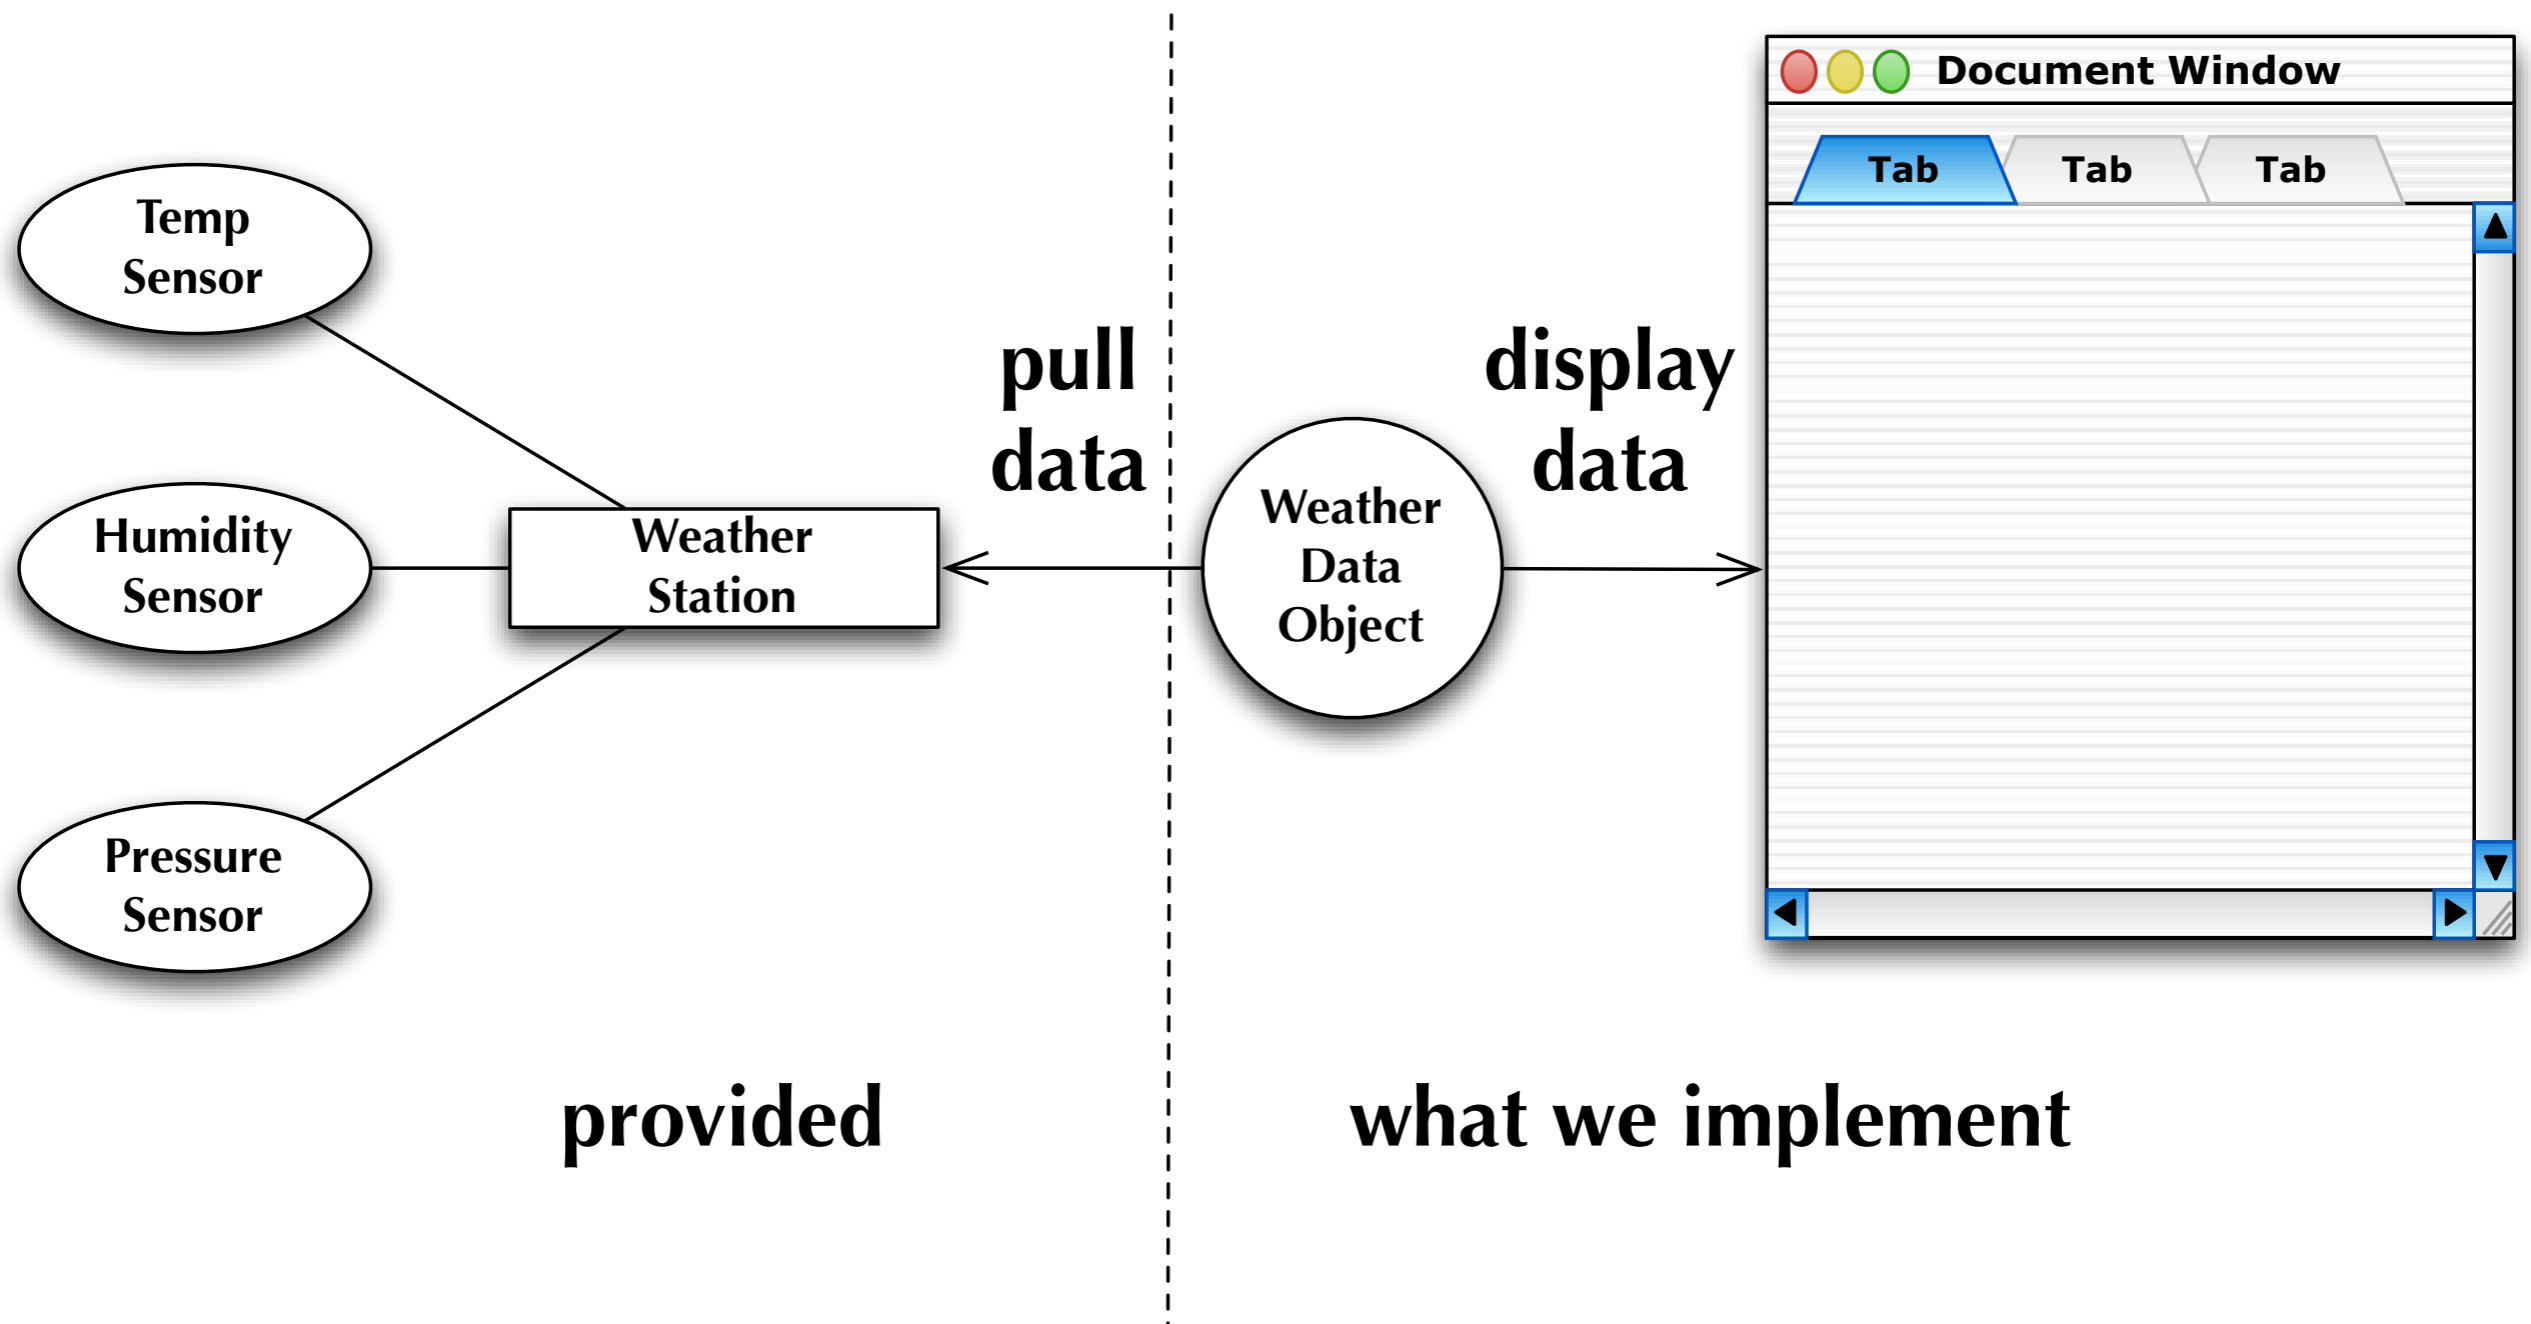 Temp
Sensor
Humidity
Sensor
Pressure
Sensor
Weather
Station
pull
data
Weather
Data
Object
display
data
Document Window
Tab Tab Tab
provided
what we implement